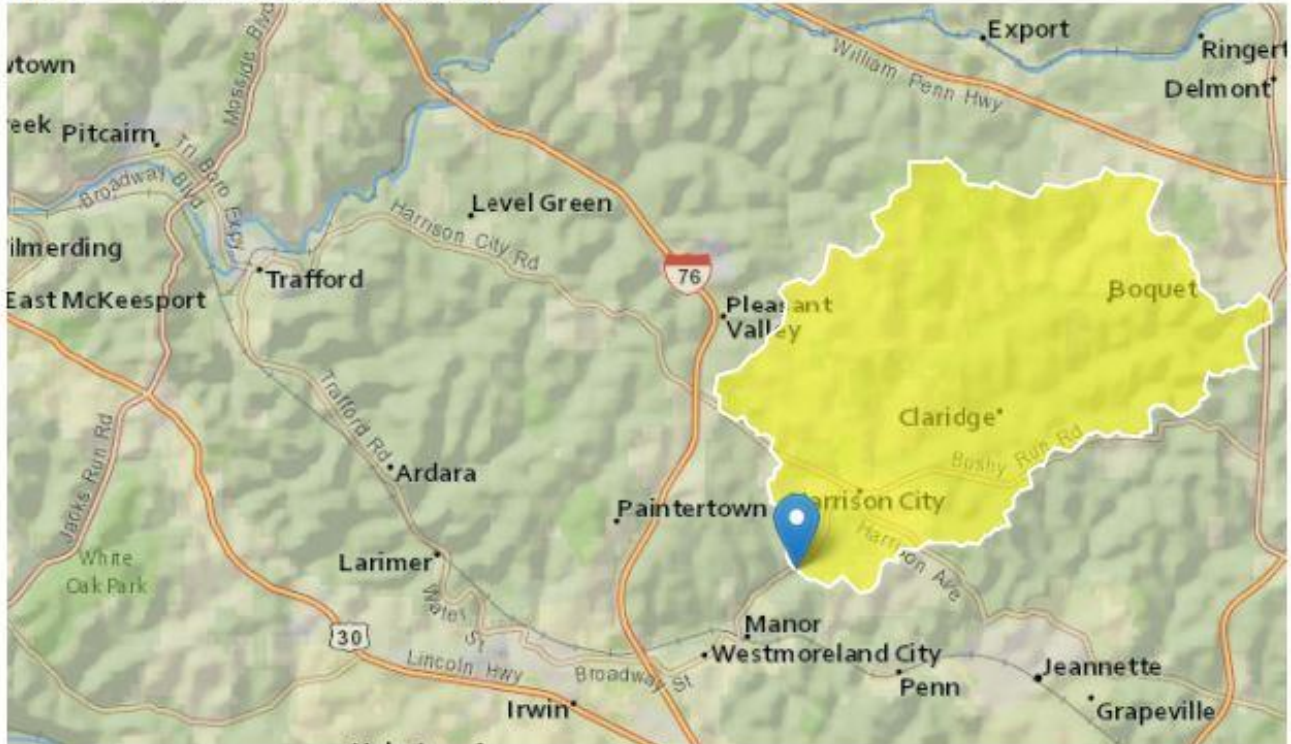 Export
Ringert
William Penn Hwy
Delmont
wtown
Mosside Blvd
reek
Pitcairn
Tri Boro Expy
Broadway Blvd
Level Green
Harrison City Rd
ilmerding
Trafford
76
East McKeesport
Pleasant
Valley
Boquet
Trafford Rd
Claridge
Bushy Run Rd
Jacks Run Rd
Ardara
Paintertown
arrison City
Harrison Ave
White
Oak Park
Larimer
Water St
Manor
30
Lincoln Hwy
Broadway St
Westmoreland City
Jeannette
Penn
Irwin
Grapeville